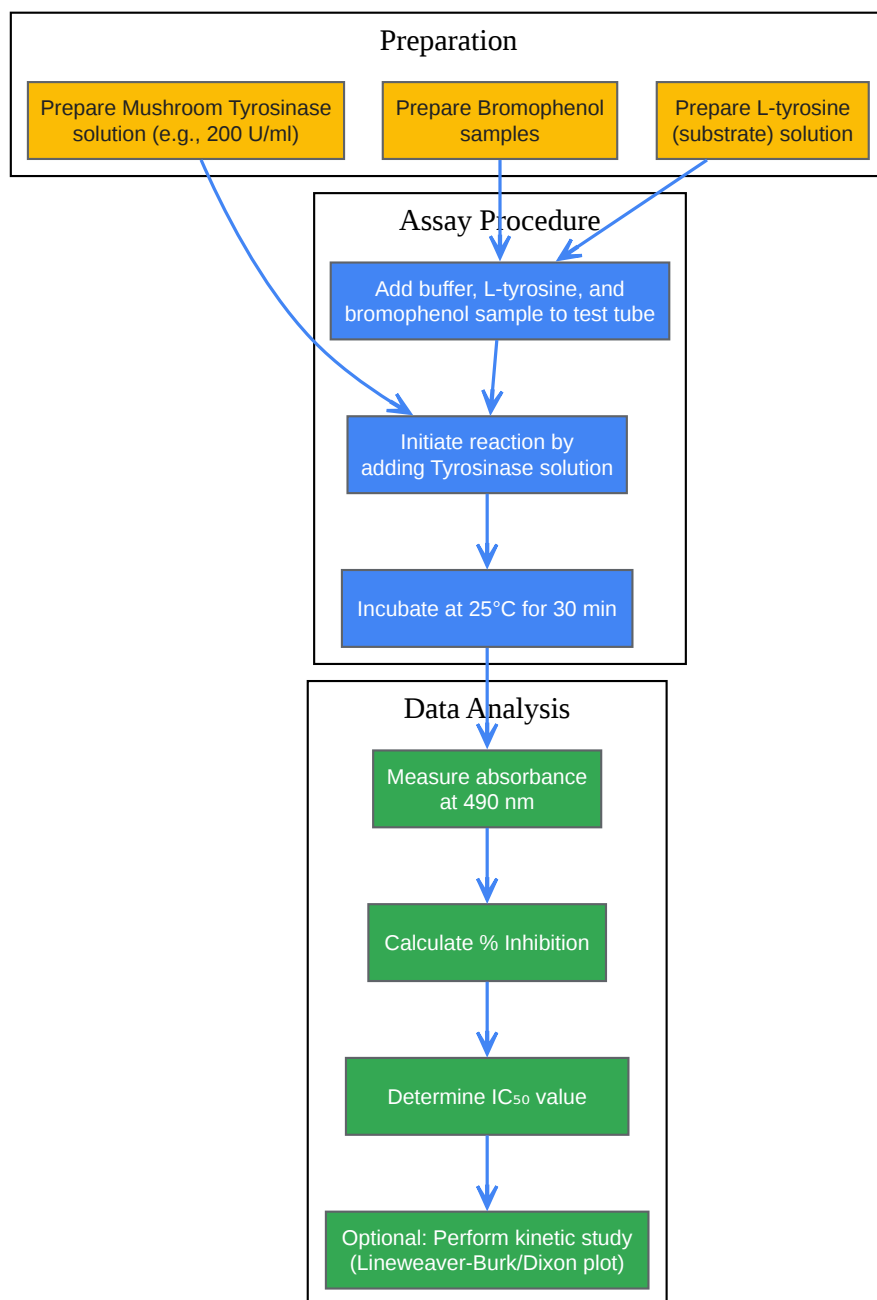 Preparation
Prepare Mushroom Tyrosinase
solution (e.g., 200 U/ml)
Prepare Bromophenol
samples
Prepare L-tyrosine
(substrate) solution
Assay Procedure
Add buffer, L-tyrosine, and
bromophenol sample to test tube
Initiate reaction by
adding Tyrosinase solution
Incubate at 25°C for 30 min
Data Analysis
Measure absorbance
at 490 nm
Calculate % Inhibition
Determine IC₅₀ value
Optional: Perform kinetic study
(Lineweaver-Burk/Dixon plot)